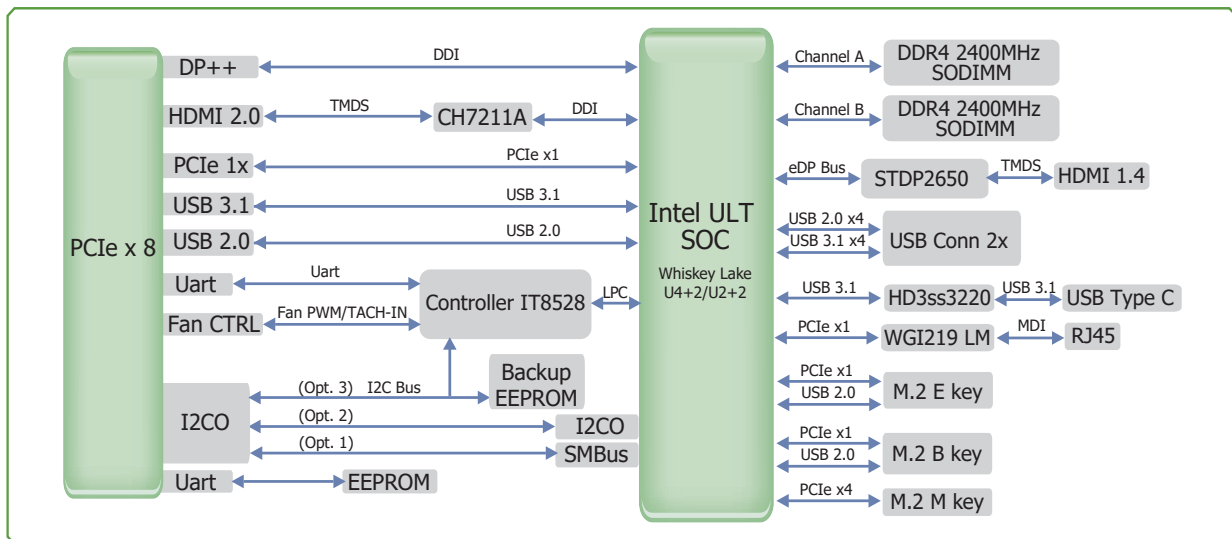 PCIe x 8
DP++
DDI
HDMI 2.0
TMDS
CH7211A
DDI
PCIe 1x
PCIe x1
USB 3.1
USB 3.1
USB 2.0
USB 2.0
Uart
Uart
Fan CTRL
Fan PWM/TACH-IN
Controller IT8528
LPC
I2CO
(Opt. 3) I2C Bus
Backup
EEPROM
(Opt. 2)
I2CO
(Opt. 1)
SMBus
Uart
EEPROM
Intel ULT
SOC
Whiskey Lake
U4+2/U2+2
Channel A
DDR4 2400MHz
SODIMM
Channel B
DDR4 2400MHz
SODIMM
eDP Bus
STDP2650
TMDS
HDMI 1.4
USB 2.0 x4
USB 3.1 x4
USB Conn 2x
USB 3.1
HD3ss3220
USB 3.1
USB Type C
PCIe x1
WGI219 LM
MDI
RJ45
PCIe x1
USB 2.0
M.2 E key
PCIe x1
USB 2.0
M.2 B key
PCIe x4
M.2 M key